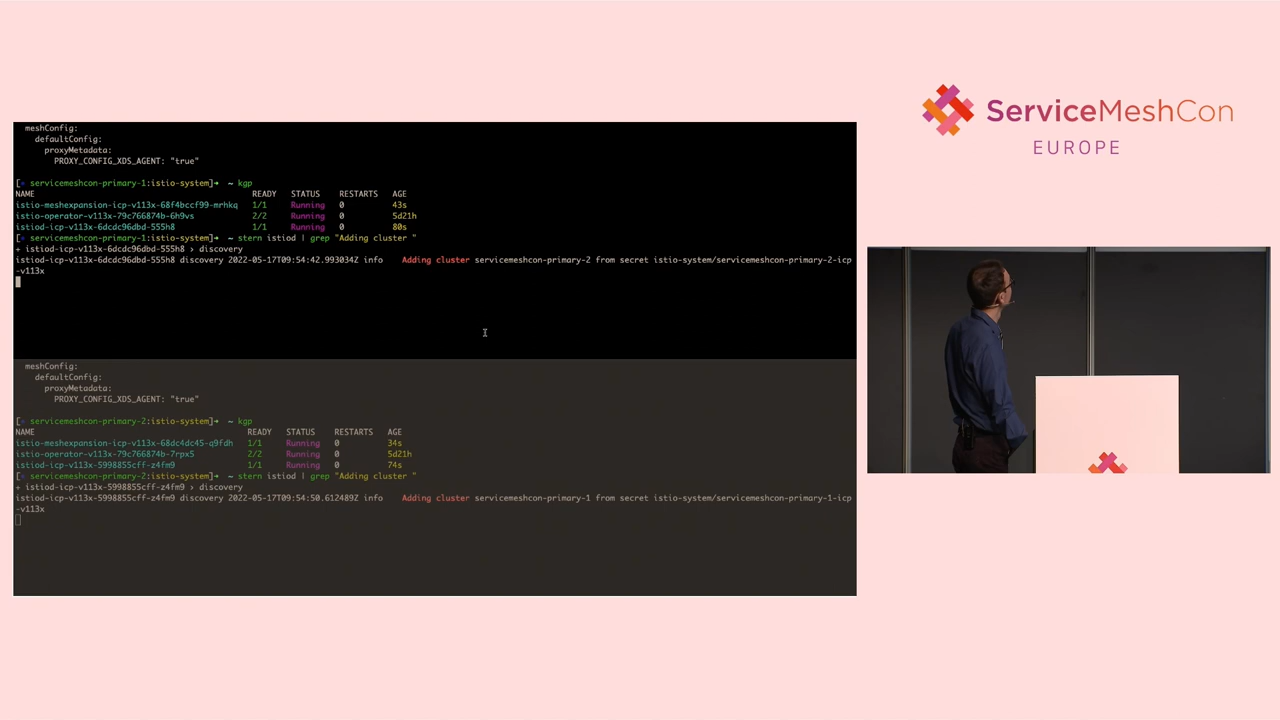 meshConfig:
defaultConfig:
proxyMetadata:
PROXY_CONFIG_XDS_AGENT: "true"
[⎈ servicemeshcon-primary-1:istio-system]➜ ~ kgp
NAME READY STATUS RESTARTS AGE
istio-meshexpansion-icp-v113x-68f4bccf99-mrhkq 1/1 Running 0 43s
istio-operator-v113x-79c766874b-6h9vs 2/2 Running 0 5d21h
istiod-icp-v113x-6dcdc96dbd-555h8 1/1 Running 0 80s
[⎈ servicemeshcon-primary-1:istio-system]➜ ~ stern istiod | grep "Adding cluster "
+ istiod-icp-v113x-6dcdc96dbd-555h8 › discovery
istiod-icp-v113x-6dcdc96dbd-555h8 discovery 2022-05-17T09:54:42.993034Z info Adding cluster servicemeshcon-primary-2 from secret istio-system/servicemeshcon-primary-2-icp
-v113x
meshConfig:
defaultConfig:
proxyMetadata:
PROXY_CONFIG_XDS_AGENT: "true"
[⎈ servicemeshcon-primary-2:istio-system]➜ ~ kgp
NAME READY STATUS RESTARTS AGE
istio-meshexpansion-icp-v113x-68dc4dc45-q9fdh 1/1 Running 0 34s
istio-operator-v113x-79c766874b-7rpx5 2/2 Running 0 5d21h
istiod-icp-v113x-5998855cff-z4fm9 1/1 Running 0 74s
[⎈ servicemeshcon-primary-2:istio-system]➜ ~ stern istiod | grep "Adding cluster "
+ istiod-icp-v113x-5998855cff-z4fm9 › discovery
istiod-icp-v113x-5998855cff-z4fm9 discovery 2022-05-17T09:54:50.612489Z info Adding cluster servicemeshcon-primary-1 from secret istio-system/servicemeshcon-primary-1-icp
-v113x
ServiceMeshCon
EUROPE